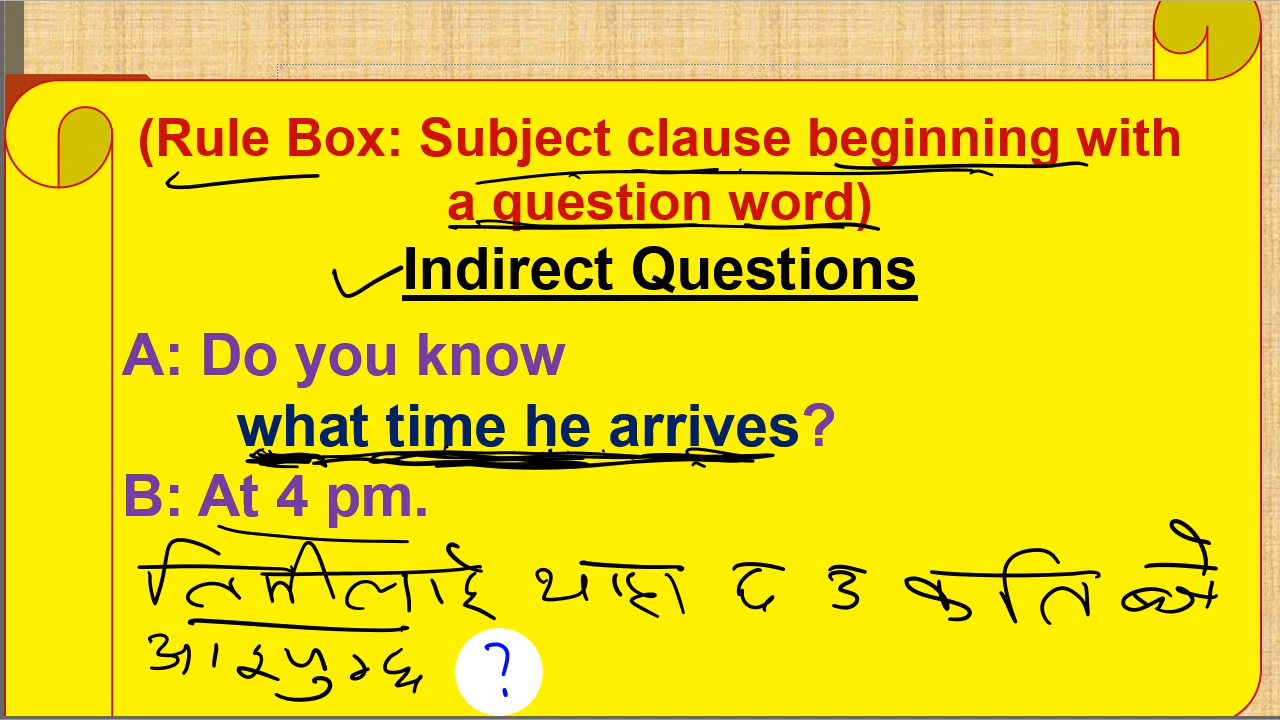 (Rule Box: Subject clause beginning with
a question word)
Indirect Questions
A: Do you know
what time he arrives?
B: At 4 pm.
तिमीलाई थाहा छ उ कति बजे
आइपुग्छ ?